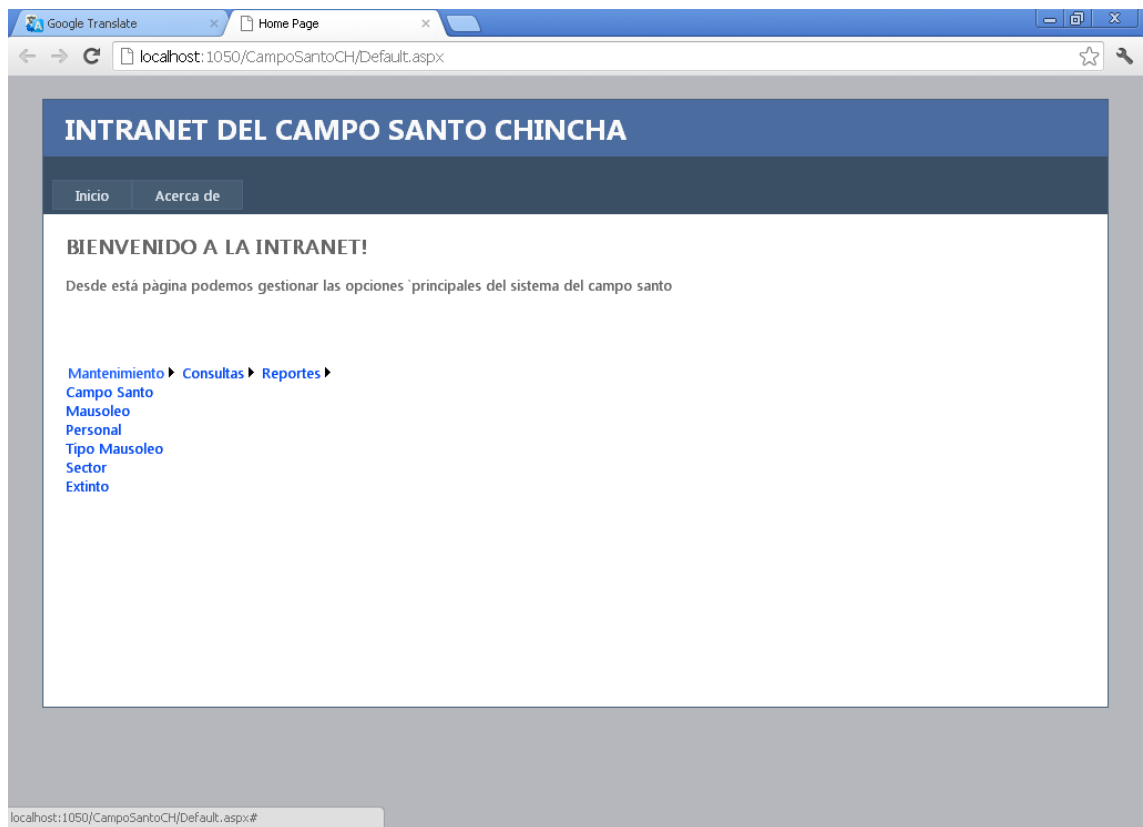 Google Translate
Home Page
localhost:1050/CampoSantoCH/Default.aspx
INTRANET DEL CAMPO SANTO CHINCHA
Inicio Acerca de
BIENVENIDO A LA INTRANET!
Desde está pàgina podemos gestionar las opciones `principales del sistema del campo santo
Mantenimiento Consultas Reportes
Campo Santo
Mausoleo
Personal
Tipo Mausoleo
Sector
Extinto
localhost:1050/CampoSantoCH/Default.aspx#